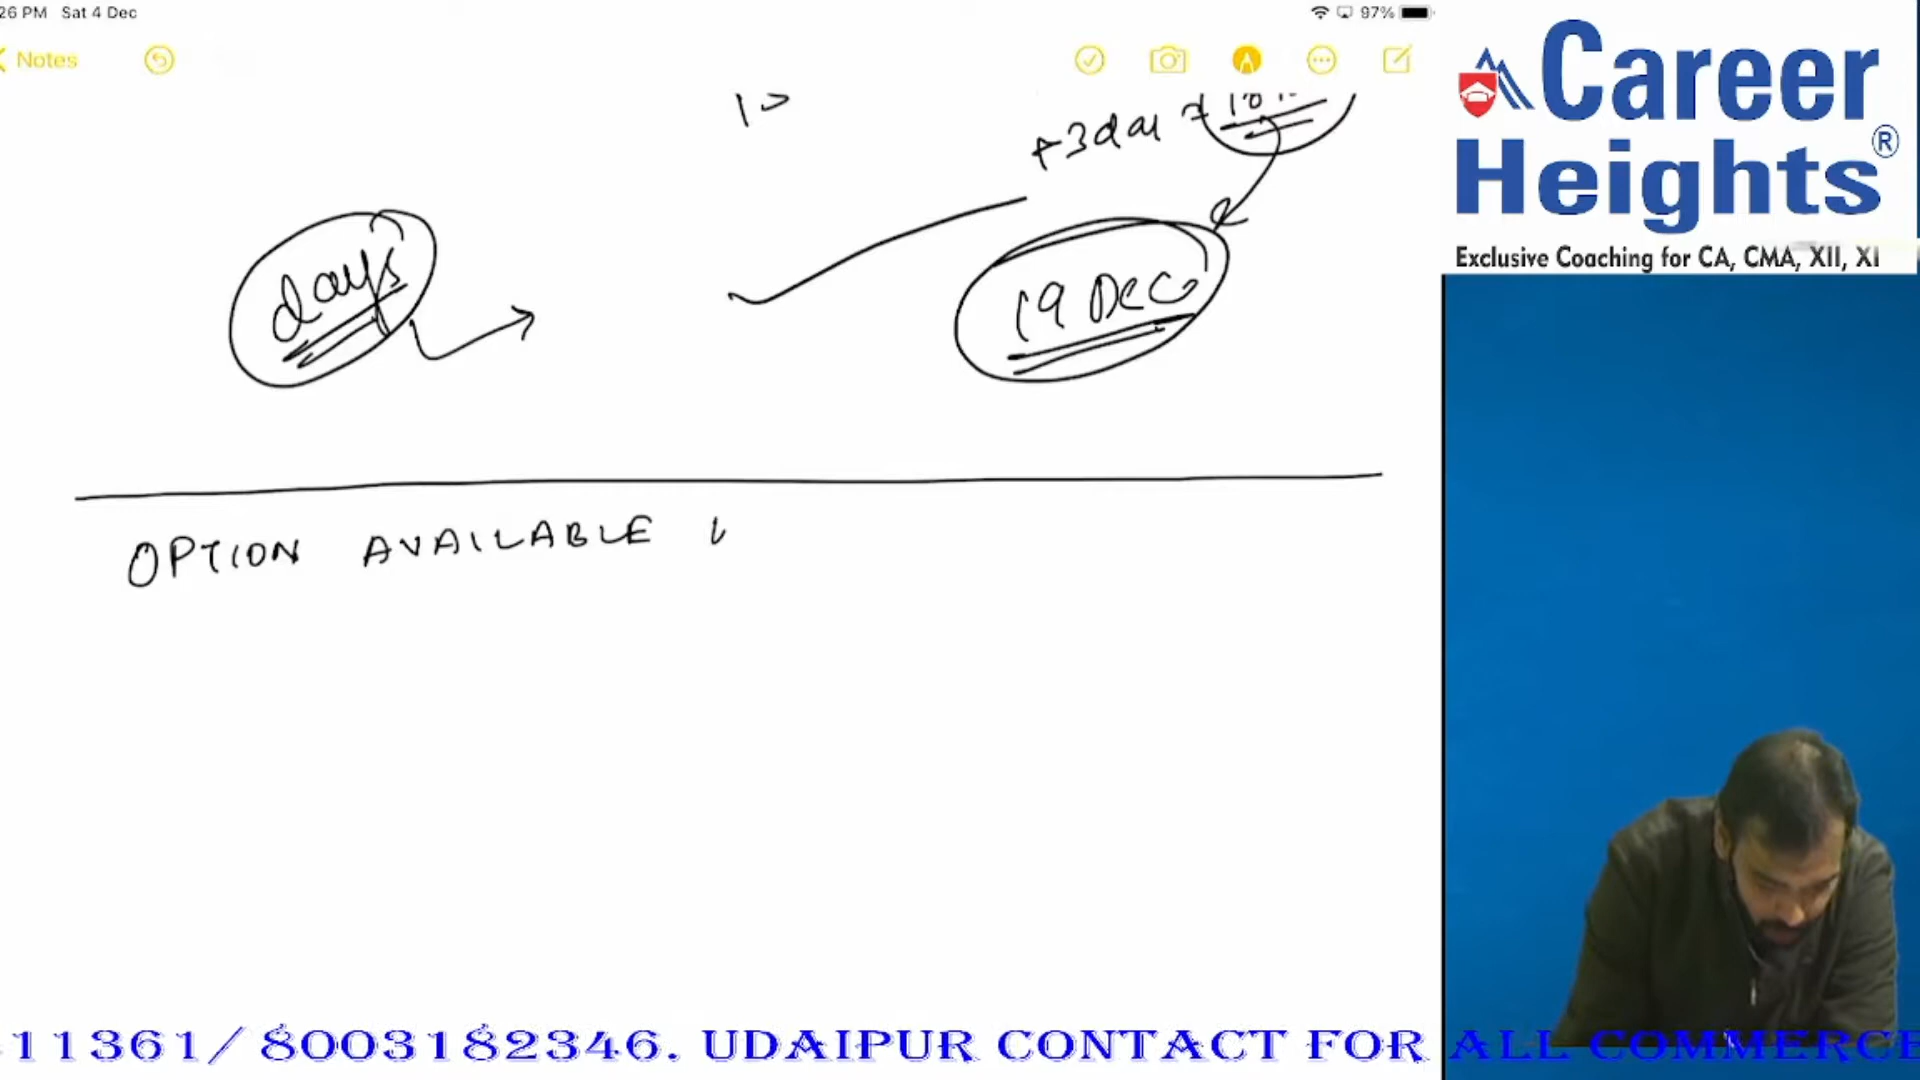 26 PM Sat 4 Dec
97%
Notes
+3
days
19 Dec
OPTION AVAILABLE
Career
Heights®
Exclusive Coaching for CA, CMA, XII, XI
11361/ 8003182346. UDAIPUR CONTACT FOR ALL COMMERCE